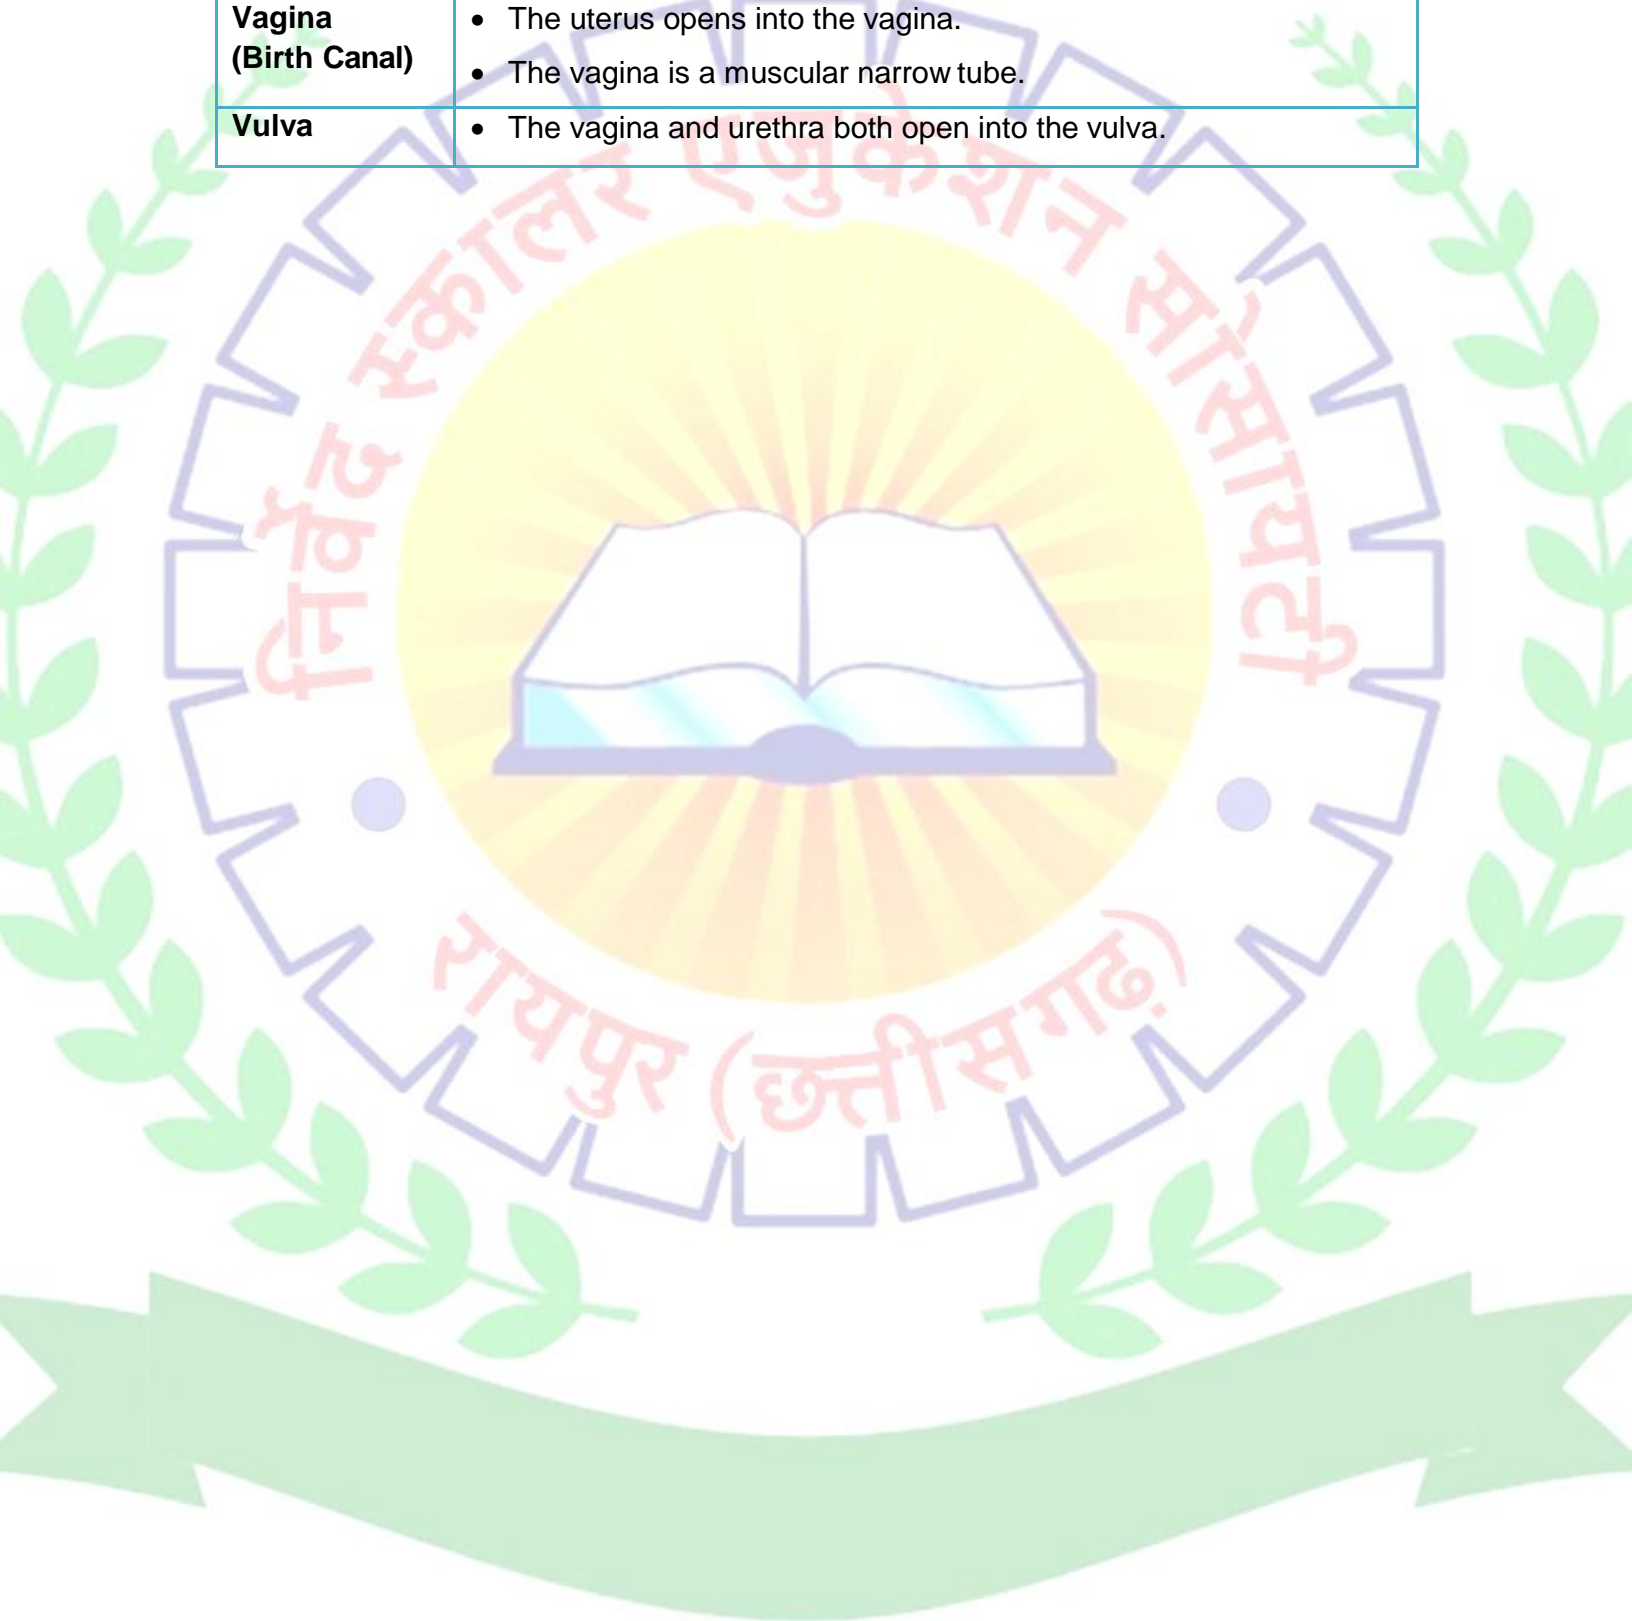 Vagina
(Birth Canal)
• The uterus opens into the vagina.
• The vagina is a muscular narrow tube.
Vulva
• The vagina and urethra both open into the vulva.
निर्वेद स्कालर एजुकेशन सोसायटी
रायपुर (छत्तीसगढ़)